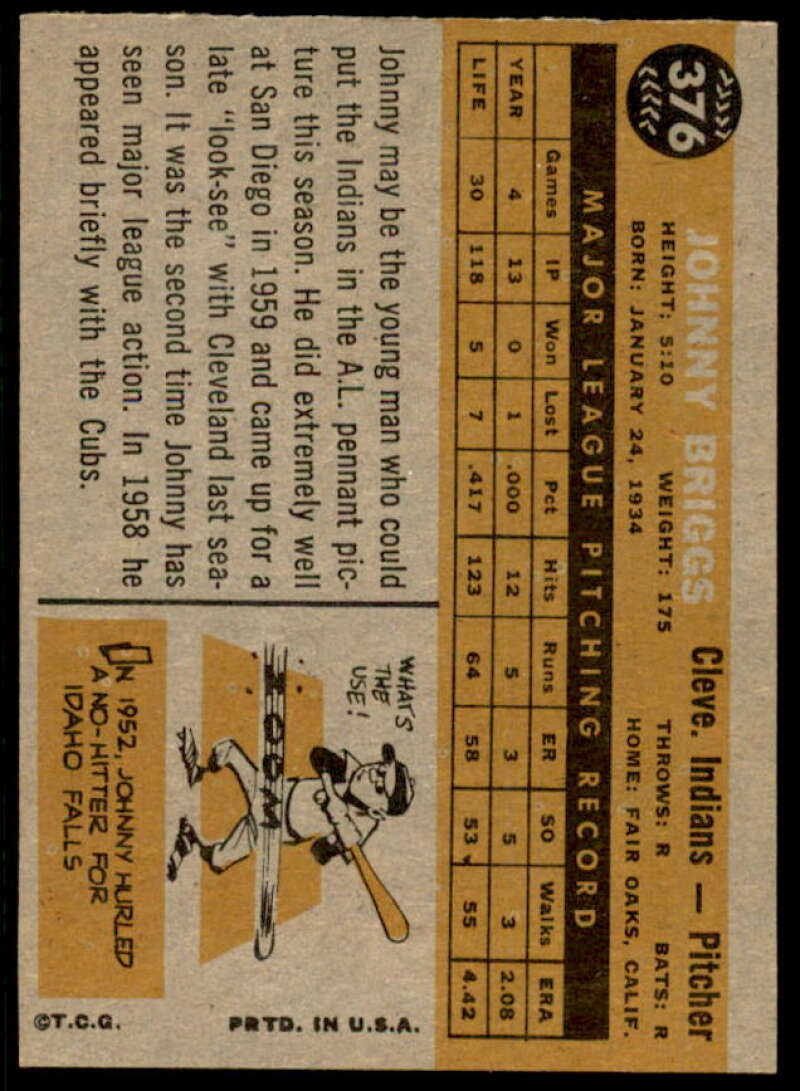 376
JOHNNY BRIGGS Cleve. Indians — Pitcher
HEIGHT: 5:10 WEIGHT: 175 THROWS: R BATS: R
BORN: JANUARY 24, 1934 HOME: FAIR OAKS, CALIF.
MAJOR LEAGUE PITCHING RECORD
Games IP Won Lost Pct Hits Runs ER SO Walks ERA
YEAR 4 13 0 1 .000 12 5 3 5 3 2.08
LIFE 30 118 5 7 .417 123 64 58 53 55 4.42
Johnny may be the young man who could
put the Indians in the A.L. pennant pic-
ture this season. He did extremely well
at San Diego in 1959 and came up for a
late "look-see" with Cleveland last sea-
son. It was the second time Johnny has
seen major league action. In 1958 he
appeared briefly with the Cubs.
WHAT'S
THE
USE!
ZOOM
IN 1952, JOHNNY HURLED
A NO-HITTER FOR
IDAHO FALLS
©T.C.G. PRTD. IN U.S.A.